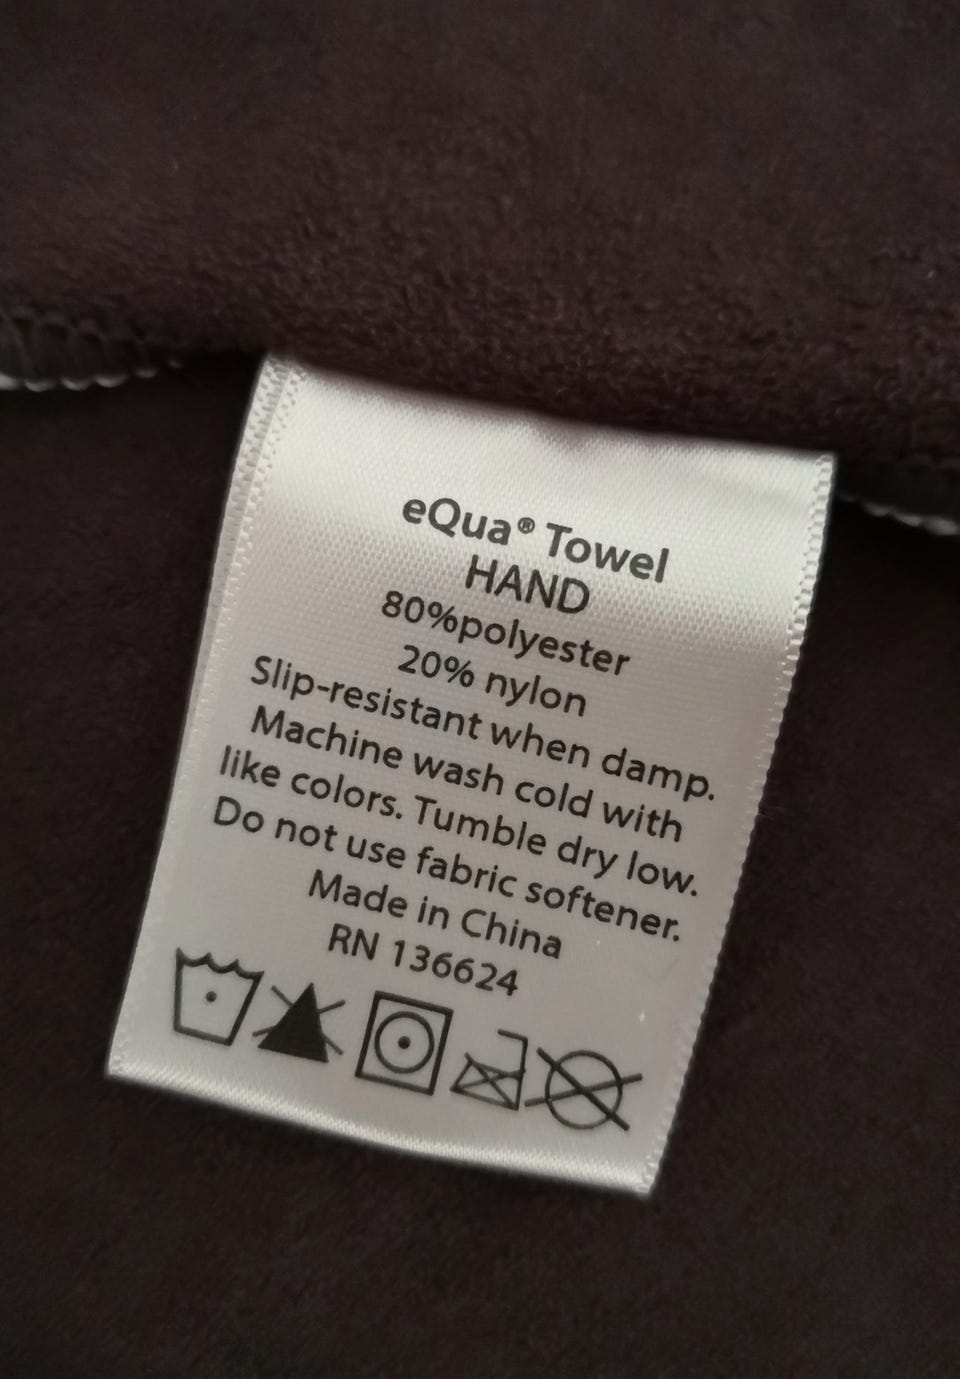 eQua® Towel
HAND
80%polyester
20% nylon
Slip-resistant when damp.
Machine wash cold with
like colors. Tumble dry low.
Do not use fabric softener.
Made in China
RN 136624